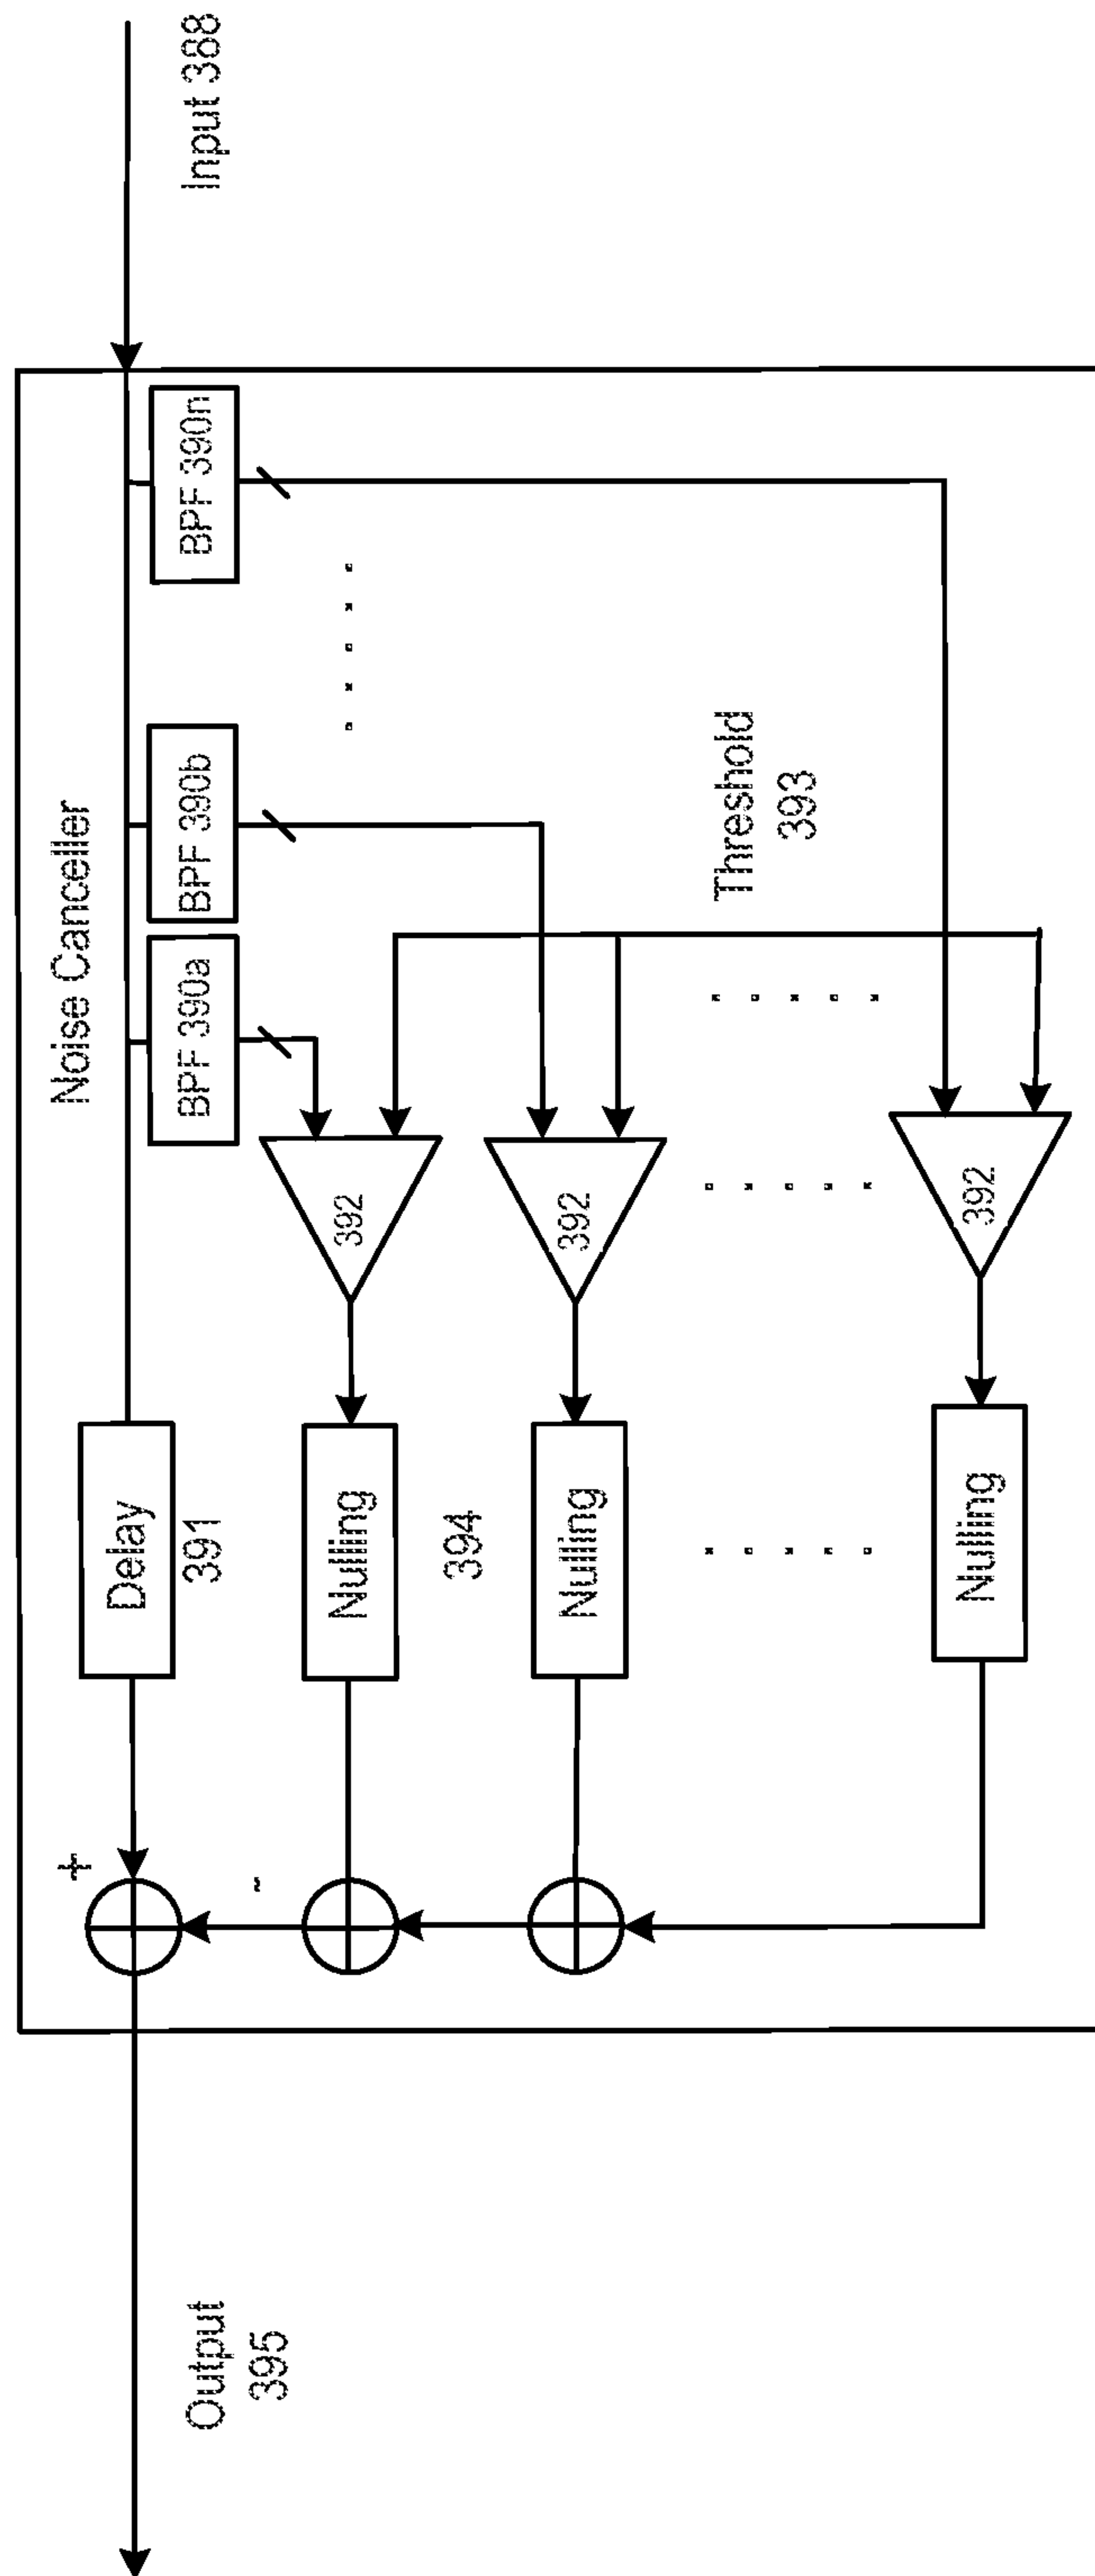 Input 388
Noise Canceller
BPF 390n
BPF 390b
BPF 390a
Threshold
393
392
392
392
Delay
391
Nulling
394
Nulling
Nulling
+
-
Output
395